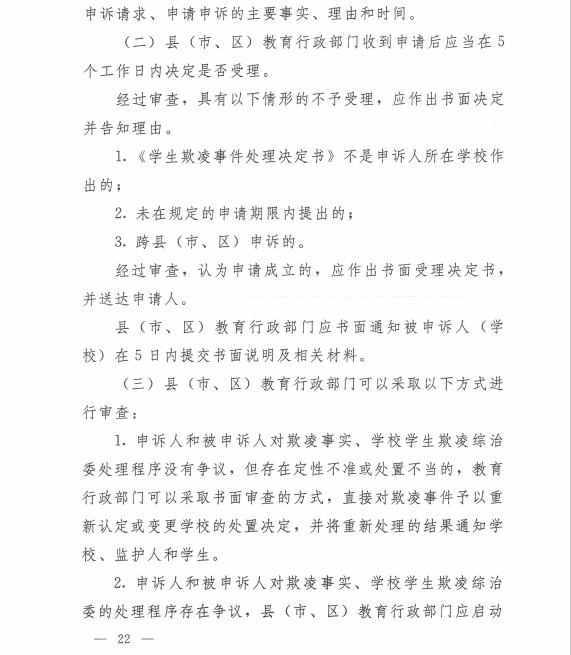 申诉请求、申请申诉的主要事实、理由和时间。
（二）县（市、区）教育行政部门收到申请后应当在 5
个工作日内决定是否受理。
经过审查，具有以下情形的不予受理，应作出书面决定
并告知理由。
1.《学生欺凌事件处理决定书》不是申诉人所在学校作
出的；
2. 未在规定的申请期限内提出的；
3. 跨县（市、区）申诉的。
经过审查，认为申请成立的，应作出书面受理决定书，
并送达申请人。
县（市、区）教育行政部门应书面通知被申诉人（学
校）在 5 日内提交书面说明及相关材料。
（三）县（市、区）教育行政部门可以采取以下方式进
行审查：
1. 申诉人和被申诉人对欺凌事实、学校学生欺凌综治
委处理程序没有争议，但存在定性不准或处置不当的，教育
行政部门可以采取书面审查的方式，直接对欺凌事件予以重
新认定或变更学校的处置决定，并将重新处理的结果通知学
校、监护人和学生。
2. 申诉人和被申诉人对欺凌事实、学校学生欺凌综治
委的处理程序存在争议，县（市、区）教育行政部门应启动
— 22 —